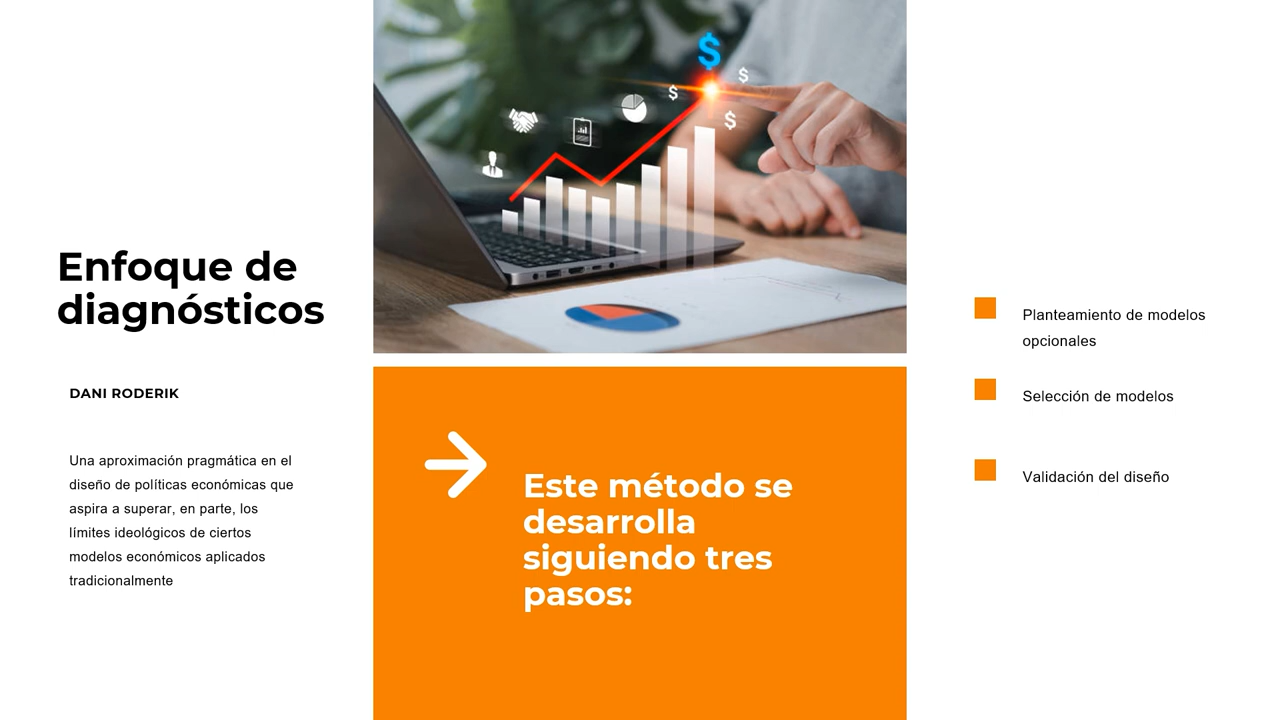 Enfoque de
diagnósticos
DANI RODERIK
Una aproximación pragmática en el
diseño de políticas económicas que
aspira a superar, en parte, los
límites ideológicos de ciertos
modelos económicos aplicados
tradicionalmente
$
$
$
$
Este método se
desarrolla
siguiendo tres
pasos:
Planteamiento de modelos
opcionales
Selección de modelos
Validación del diseño